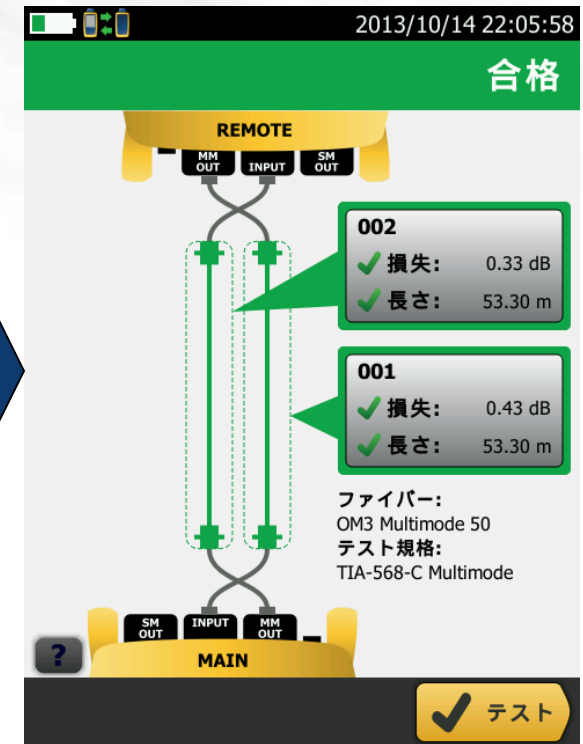 2013/10/14 22:05:58
合格
REMOTE
MM OUT
INPUT
SM OUT
002
損失: 0.33 dB
長さ: 53.30 m
001
損失: 0.43 dB
長さ: 53.30 m
ファイバー:
OM3 Multimode 50
テスト規格:
TIA-568-C Multimode
SM OUT
INPUT
MM OUT
MAIN
?
テスト